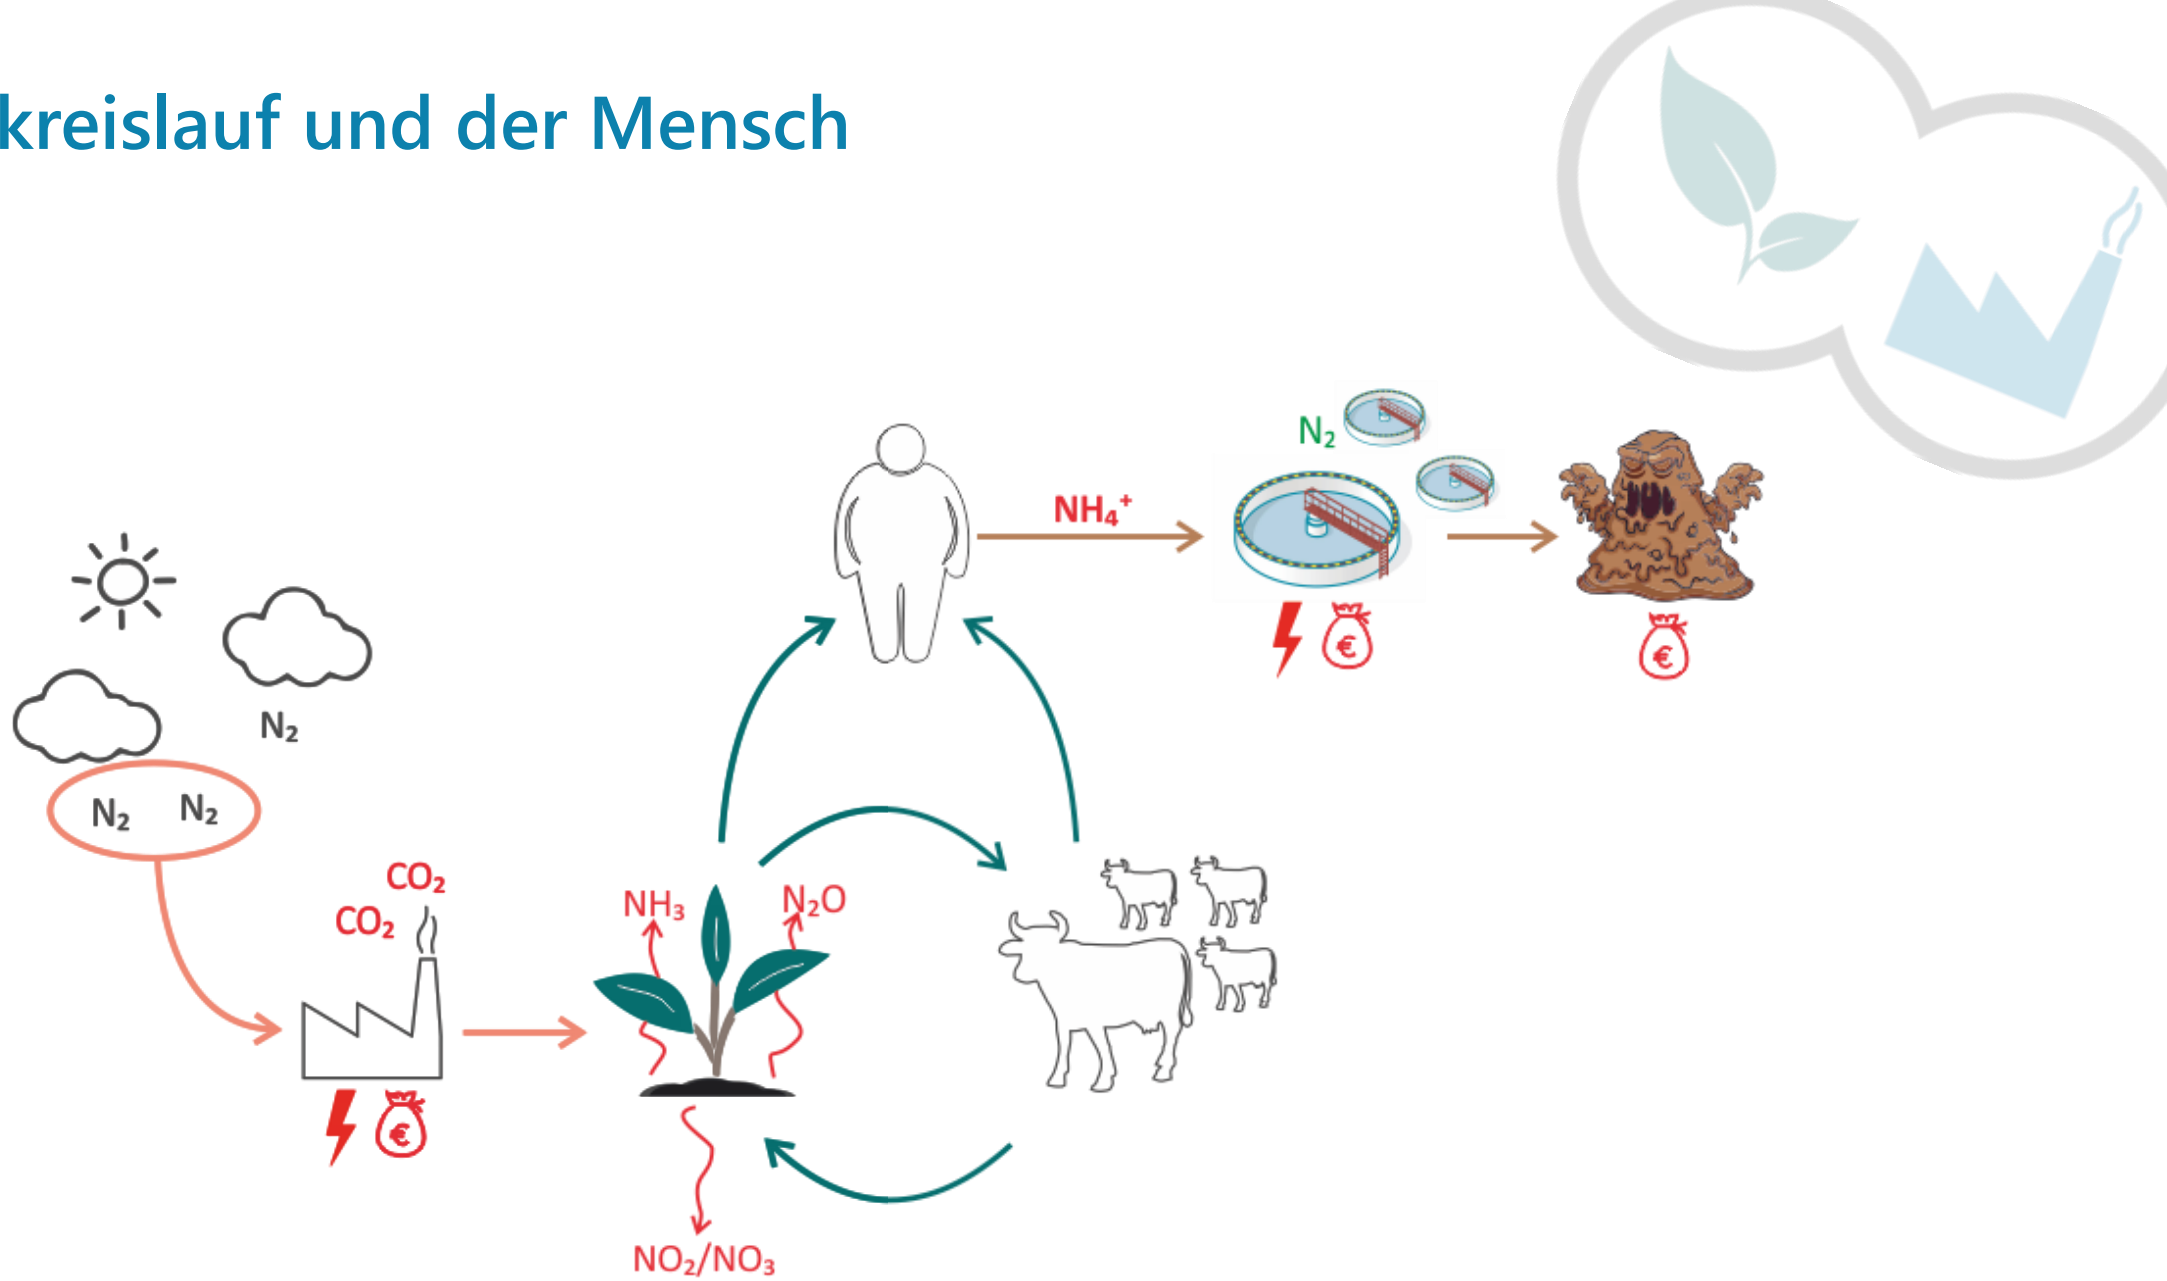 kreislauf und der Mensch
N₂
NH₄⁺
€
€
N₂
N₂ N₂
CO₂
CO₂
NH₃
N₂O
€
NO₂/NO₃